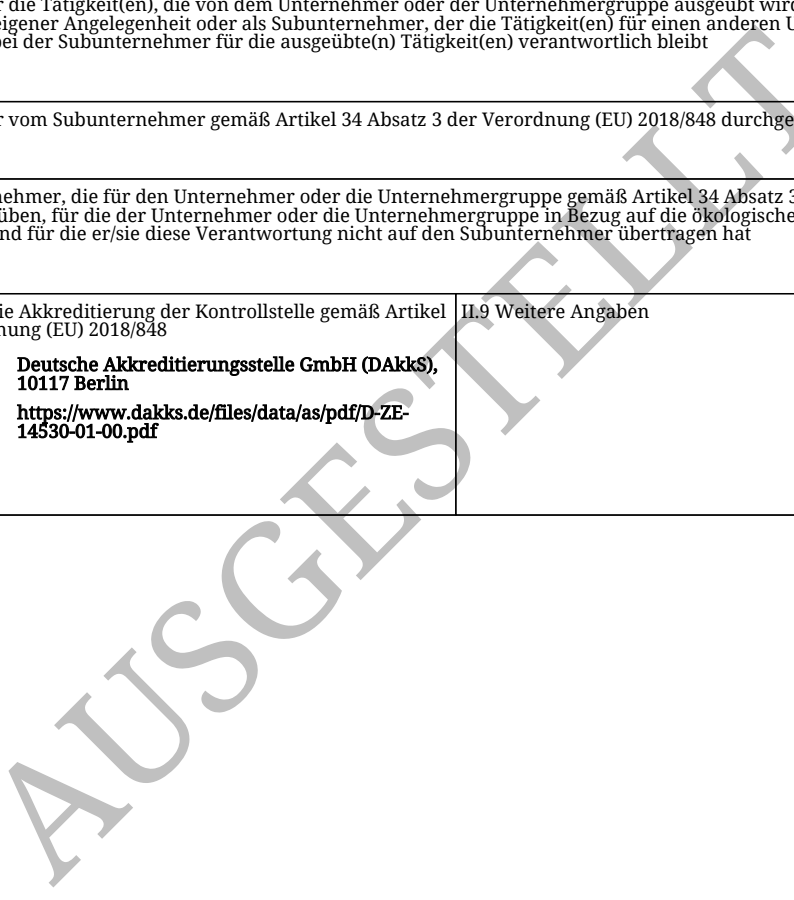 r die Tätigkeit(en), die von dem Unternehmer oder der Unternehmergruppe ausgeübt wird
eigener Angelegenheit oder als Subunternehmer, der die Tätigkeit(en) für einen anderen U
bei der Subunternehmer für die ausgeübte(n) Tätigkeit(en) verantwortlich bleibt
r vom Subunternehmer gemäß Artikel 34 Absatz 3 der Verordnung (EU) 2018/848 durchge
nehmer, die für den Unternehmer oder die Unternehmergruppe gemäß Artikel 34 Absatz 3
üben, für die der Unternehmer oder die Unternehmergruppe in Bezug auf die ökologische
nd für die er/sie diese Verantwortung nicht auf den Subunternehmer übertragen hat
ie Akkreditierung der Kontrollstelle gemäß Artikel
nung (EU) 2018/848
Deutsche Akkreditierungsstelle GmbH (DAkkS),
10117 Berlin
https://www.dakks.de/files/data/as/pdf/D-ZE-
14530-01-00.pdf
II.9 Weitere Angaben
AUSGESTELLT